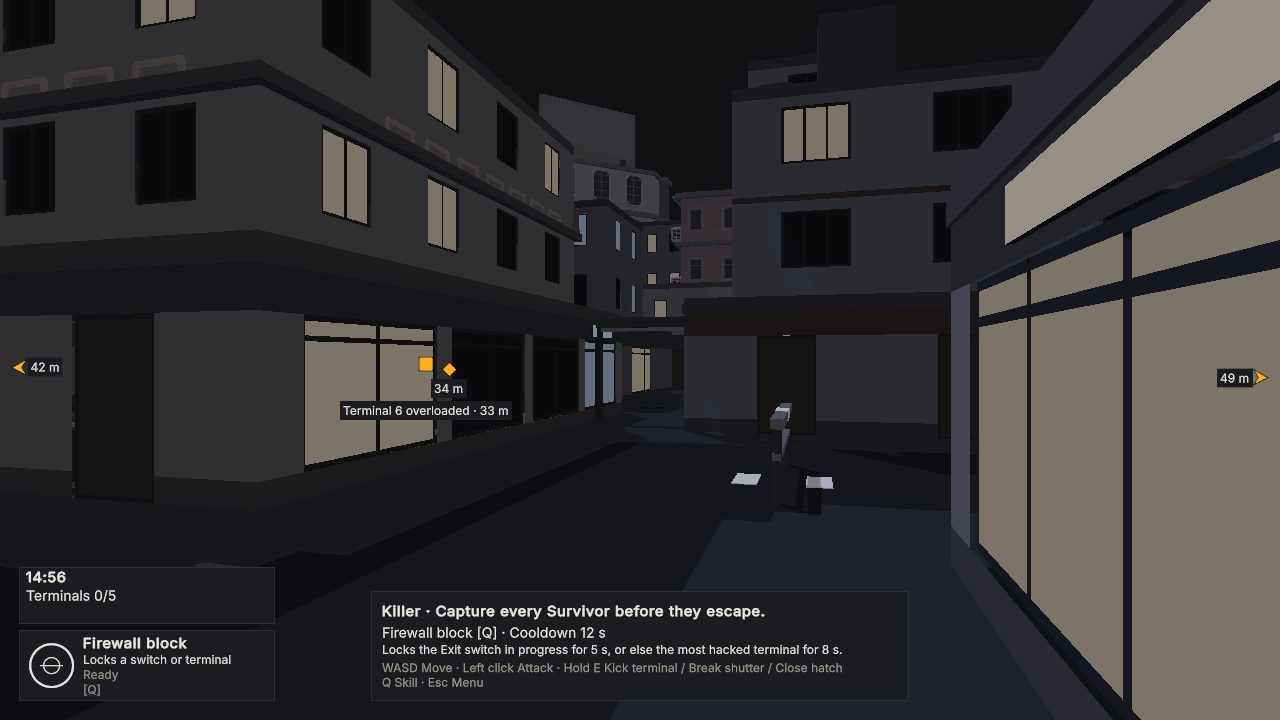 42 m
34 m
Terminal 6 overloaded · 33 m
49 m
14:56
Terminals 0/5
Firewall block
Locks a switch or terminal
Ready
[Q]
Killer · Capture every Survivor before they escape.
Firewall block [Q] · Cooldown 12 s
Locks the Exit switch in progress for 5 s, or else the most hacked terminal for 8 s.
WASD Move · Left click Attack · Hold E Kick terminal / Break shutter / Close hatch
Q Skill · Esc Menu